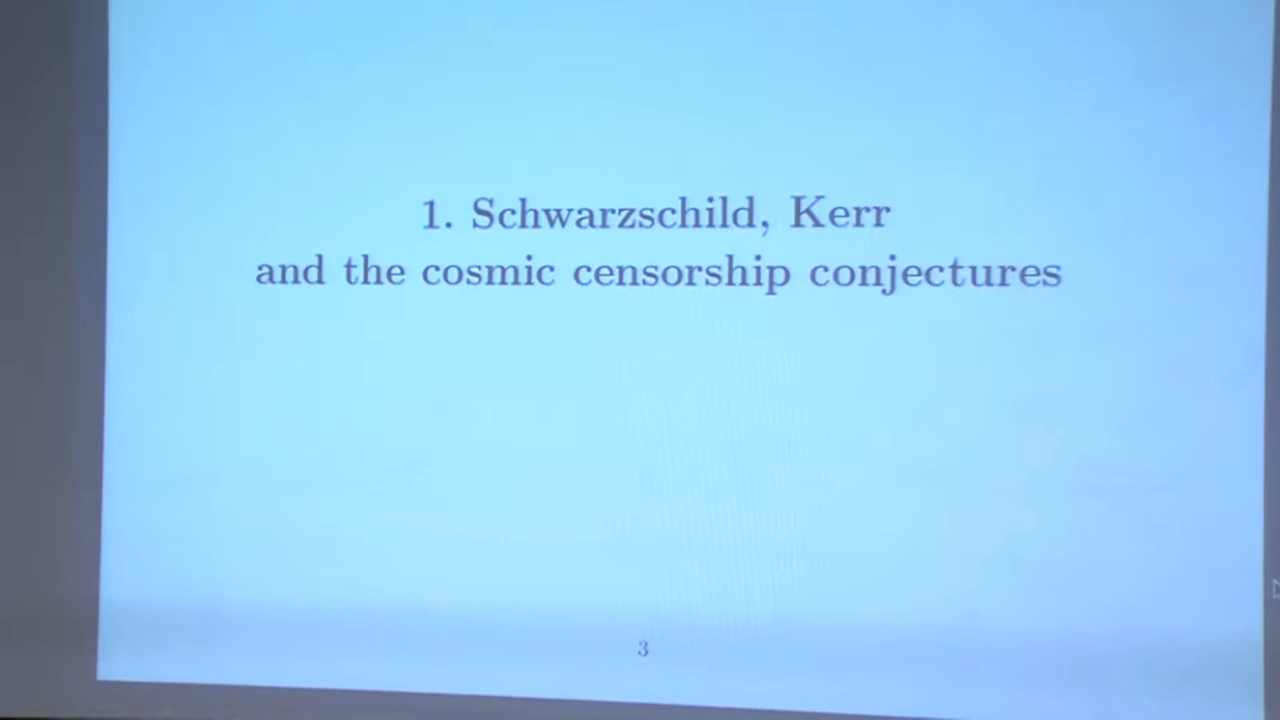 1. Schwarzschild, Kerr
and the cosmic censorship conjectures
3